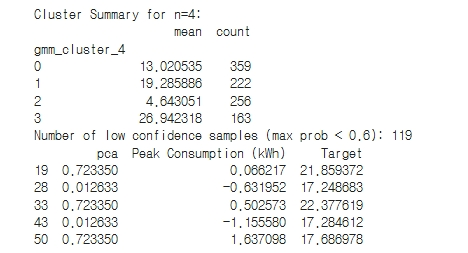 Cluster Summary for n=4:
mean count
gmm_cluster_4
0 13.020535 359
1 19.285886 222
2 4.643051 256
3 26.942318 163
Number of low confidence samples (max prob < 0.6): 119
pca Peak Consumption (kWh) Target
19 0.723350 0.066217 21.859372
28 0.012633 -0.631952 17.248683
33 0.723350 0.502573 22.377619
43 0.012633 -1.155580 17.284612
50 0.723350 1.637098 17.686978